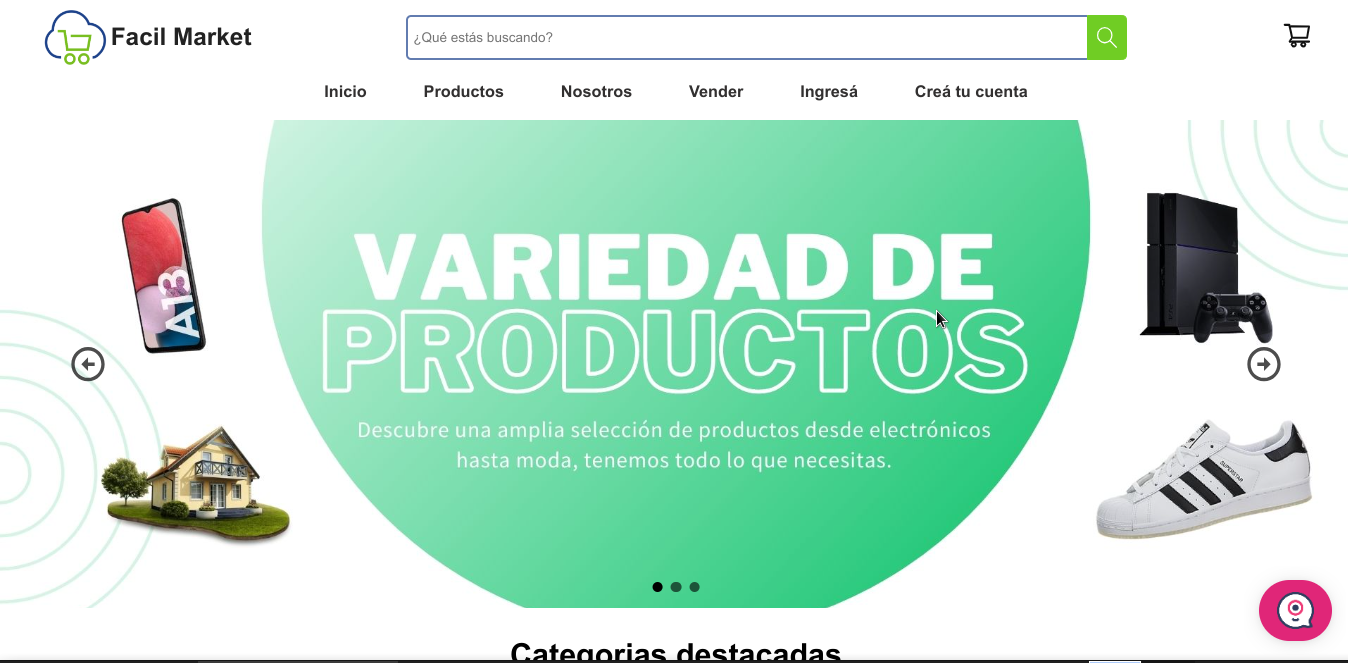 Facil Market
¿Qué estás buscando?
Inicio
Productos
Nosotros
Vender
Ingresá
Creá tu cuenta
VARIEDAD DE
PRODUCTOS
Descubre una amplia selección de productos desde electrónicos
hasta moda, tenemos todo lo que necesitas.
A13
SUPERSTAR
Categorias destacadas